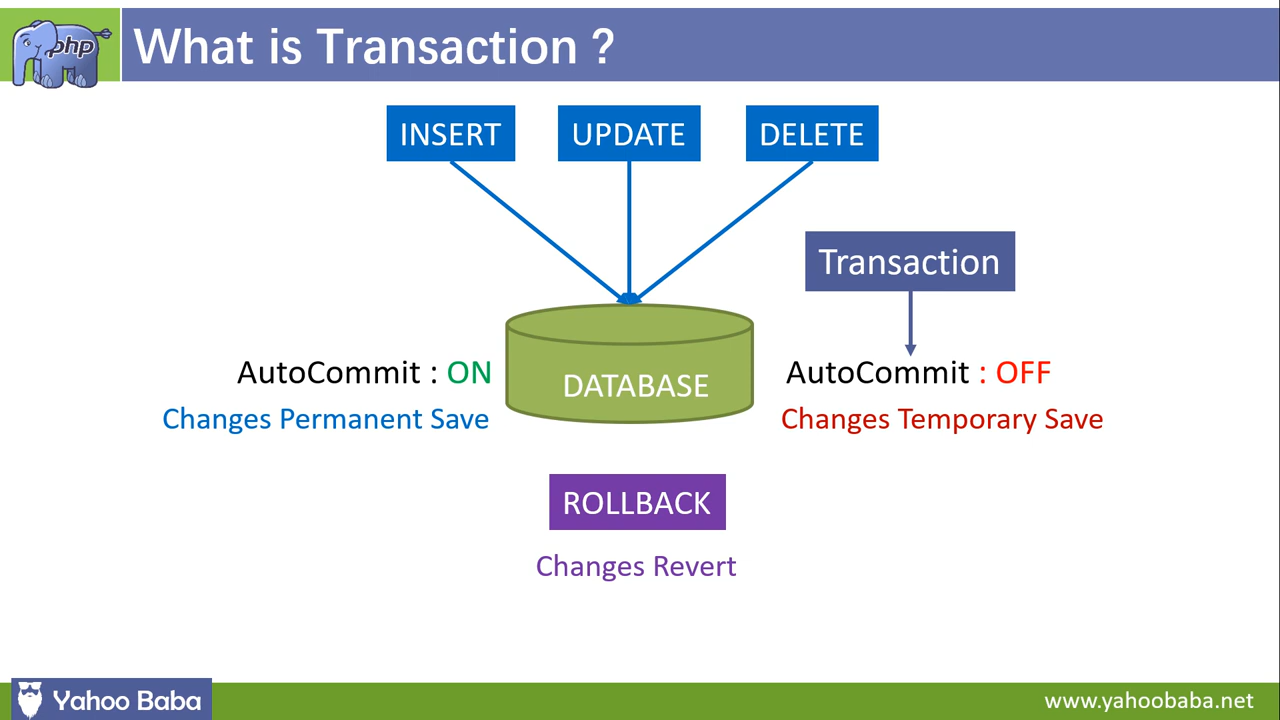 php
What is Transaction ?
INSERT
UPDATE
DELETE
Transaction
AutoCommit : ON
DATABASE
AutoCommit : OFF
Changes Permanent Save
Changes Temporary Save
ROLLBACK
Changes Revert
Yahoo Baba
www.yahoobaba.net